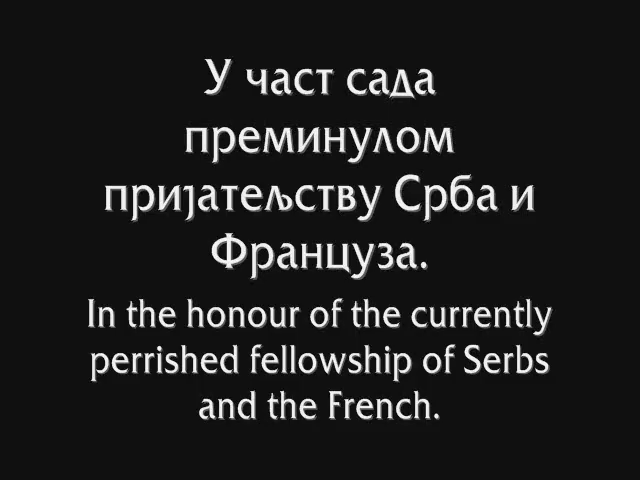 У част сада
преминулом
пријатељству Срба и
Француза.
In the honour of the currently
perrished fellowship of Serbs
and the French.